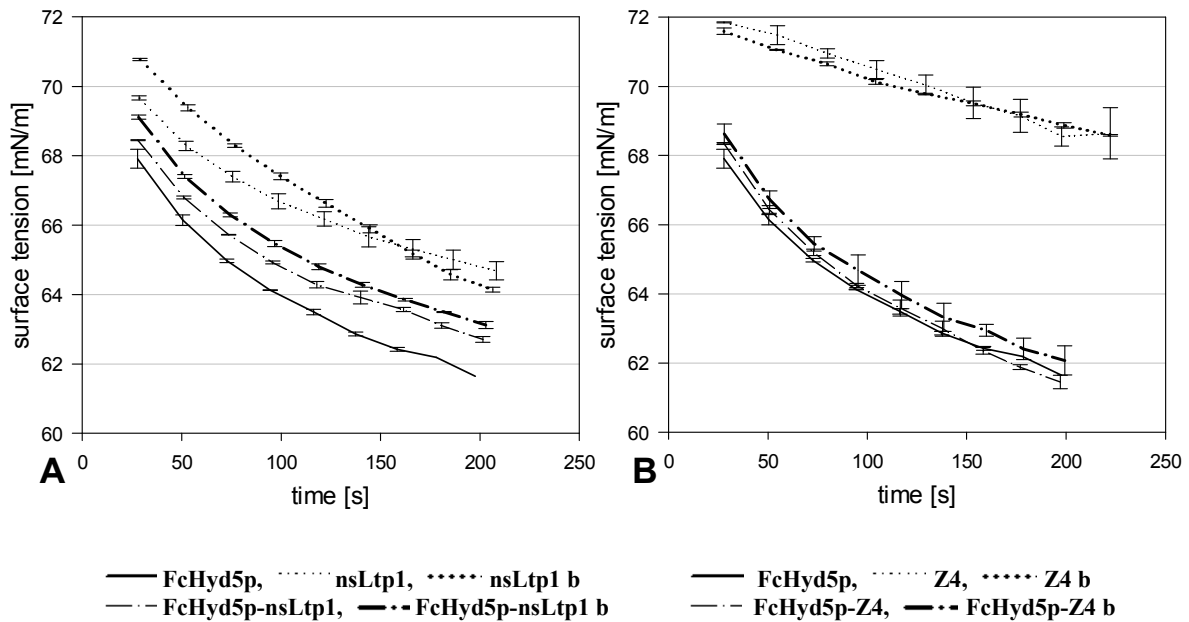 72
70
68
66
64
62
60
surface tension [mN/m]
0 50 100 150 200 250
time [s]
A
FcHyd5p, nsLtp1, nsLtp1 b
FcHyd5p-nsLtp1, FcHyd5p-nsLtp1 b
72
70
68
66
64
62
60
surface tension [mN/m]
0 50 100 150 200 250
time [s]
B
FcHyd5p, Z4, Z4 b
FcHyd5p-Z4, FcHyd5p-Z4 b